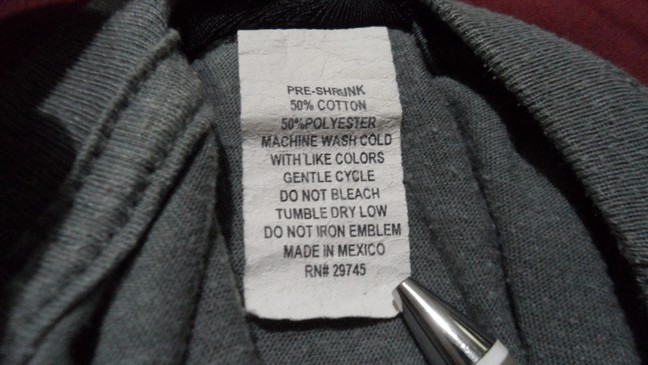 PRE-SHRUNK
50% COTTON
50%POLYESTER
MACHINE WASH COLD
WITH LIKE COLORS
GENTLE CYCLE
DO NOT BLEACH
TUMBLE DRY LOW
DO NOT IRON EMBLEM
MADE IN MEXICO
RN# 29745